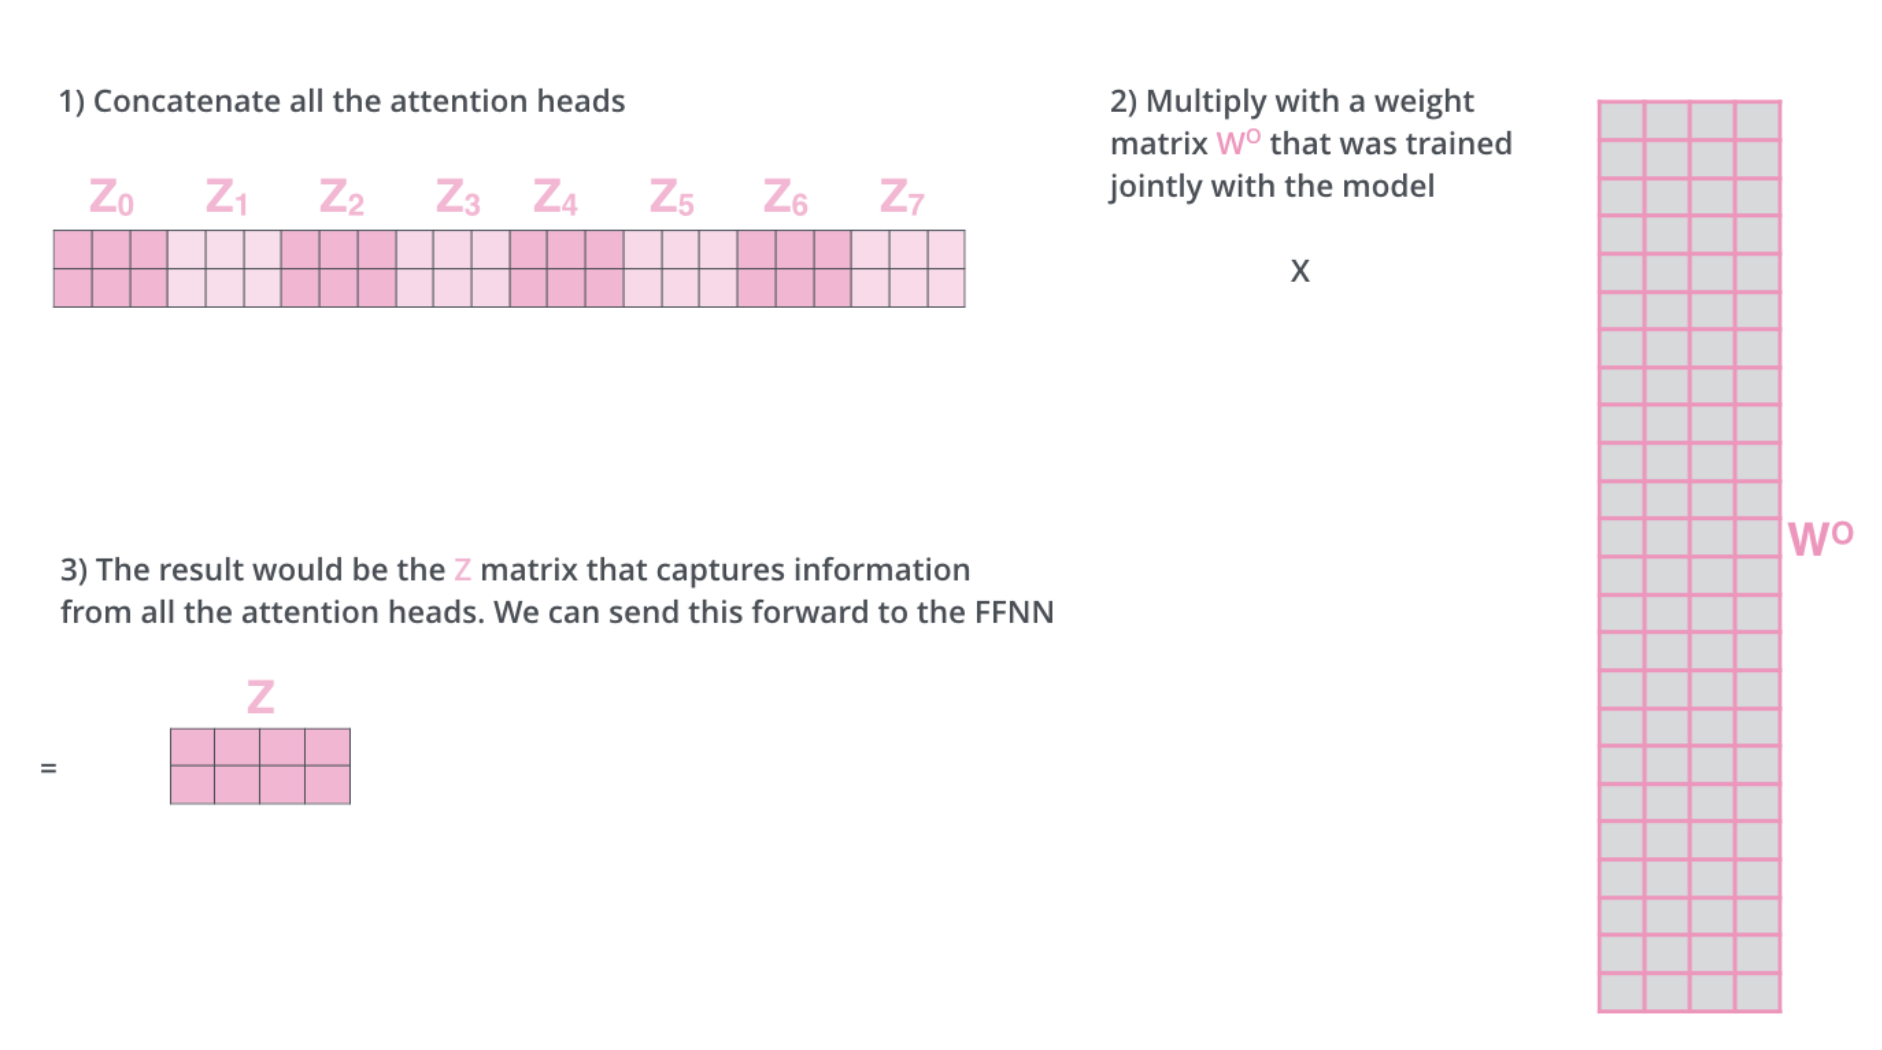 1) Concatenate all the attention heads
Z0 Z1 Z2 Z3 Z4 Z5 Z6 Z7
2) Multiply with a weight
matrix WO that was trained
jointly with the model
X
WO
3) The result would be the Z matrix that captures information
from all the attention heads. We can send this forward to the FFNN
Z
=